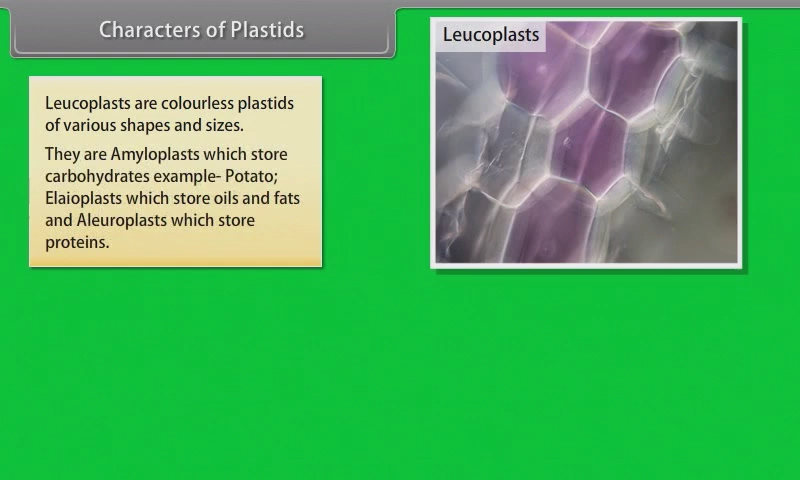 Characters of Plastids
Leucoplasts
Leucoplasts are colourless plastids
of various shapes and sizes.
They are Amyloplasts which store
carbohydrates example- Potato;
Elaioplasts which store oils and fats
and Aleuroplasts which store
proteins.